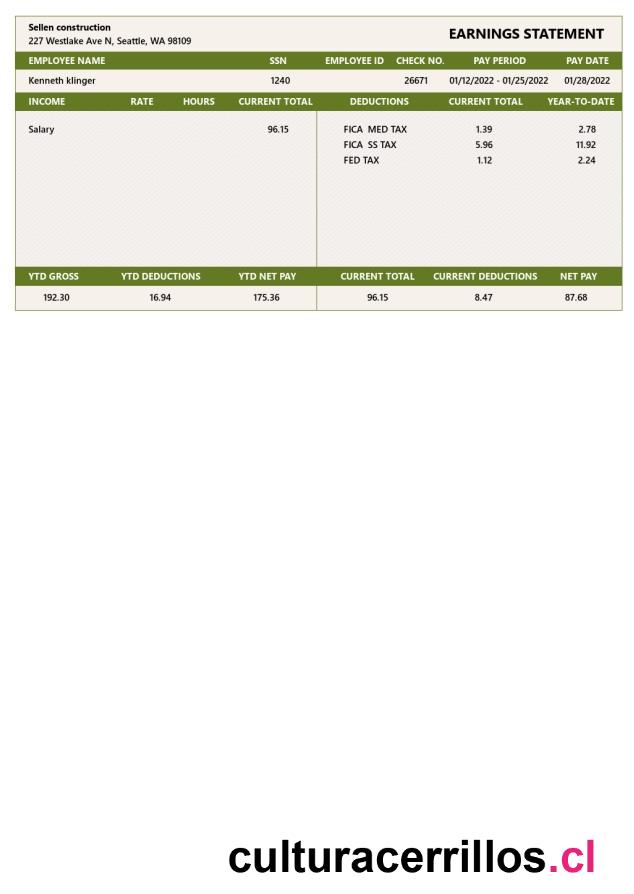 Sellen construction
227 Westlake Ave N, Seattle, WA 98109
EARNINGS STATEMENT
EMPLOYEE NAME SSN EMPLOYEE ID CHECK NO. PAY PERIOD PAY DATE
Kenneth klinger 1240 26671 01/12/2022 - 01/25/2022 01/28/2022
INCOME RATE HOURS CURRENT TOTAL DEDUCTIONS CURRENT TOTAL YEAR-TO-DATE
Salary 96.15 FICA MED TAX 1.39 2.78
FICA SS TAX 5.96 11.92
FED TAX 1.12 2.24
YTD GROSS YTD DEDUCTIONS YTD NET PAY CURRENT TOTAL CURRENT DEDUCTIONS NET PAY
192.30 16.94 175.36 96.15 8.47 87.68
culturacerrillos.cl